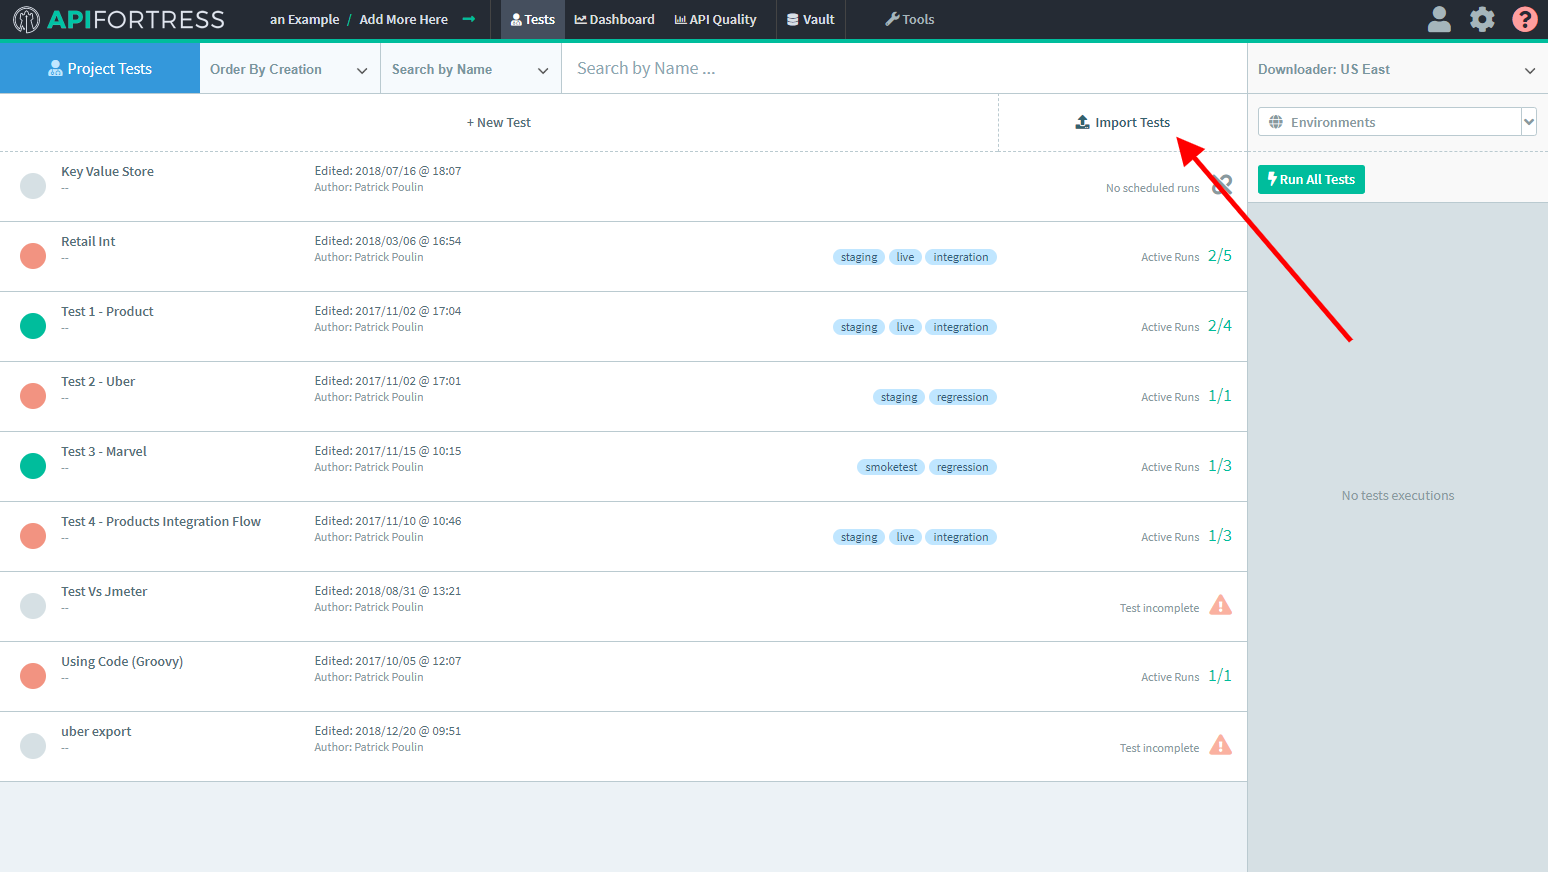 APIFORTRESS
an Example / Add More Here
Tests
Dashboard
API Quality
Vault
Tools
?
Project Tests
Order By Creation
Search by Name
Search by Name ...
Downloader: US East
+ New Test
Import Tests
Environments
Run All Tests
Key Value Store
--
Edited: 2018/07/16 @ 18:07
Author: Patrick Poulin
No scheduled runs
Retail Int
--
Edited: 2018/03/06 @ 16:54
Author: Patrick Poulin
staging live integration
Active Runs 2/5
Test 1 - Product
--
Edited: 2017/11/02 @ 17:04
Author: Patrick Poulin
staging live integration
Active Runs 2/4
Test 2 - Uber
--
Edited: 2017/11/02 @ 17:01
Author: Patrick Poulin
staging regression
Active Runs 1/1
Test 3 - Marvel
--
Edited: 2017/11/15 @ 10:15
Author: Patrick Poulin
smoketest regression
Active Runs 1/3
No tests executions
Test 4 - Products Integration Flow
--
Edited: 2017/11/10 @ 10:46
Author: Patrick Poulin
staging live integration
Active Runs 1/3
Test Vs Jmeter
--
Edited: 2018/08/31 @ 13:21
Author: Patrick Poulin
Test incomplete
Using Code (Groovy)
--
Edited: 2017/10/05 @ 12:07
Author: Patrick Poulin
Active Runs 1/1
uber export
--
Edited: 2018/12/20 @ 09:51
Author: Patrick Poulin
Test incomplete